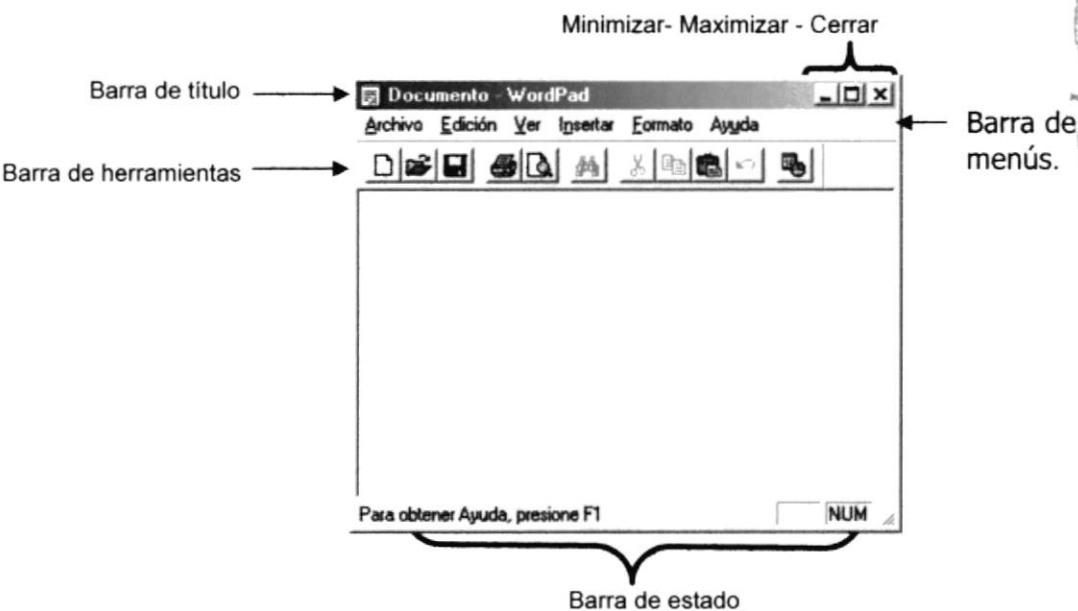 Minimizar- Maximizar - Cerrar
Barra de título
Documento - WordPad
Archivo Edición Ver Insertar Formato Ayuda
Barra de menús.
Barra de herramientas
Para obtener Ayuda, presione F1
NUM
Barra de estado